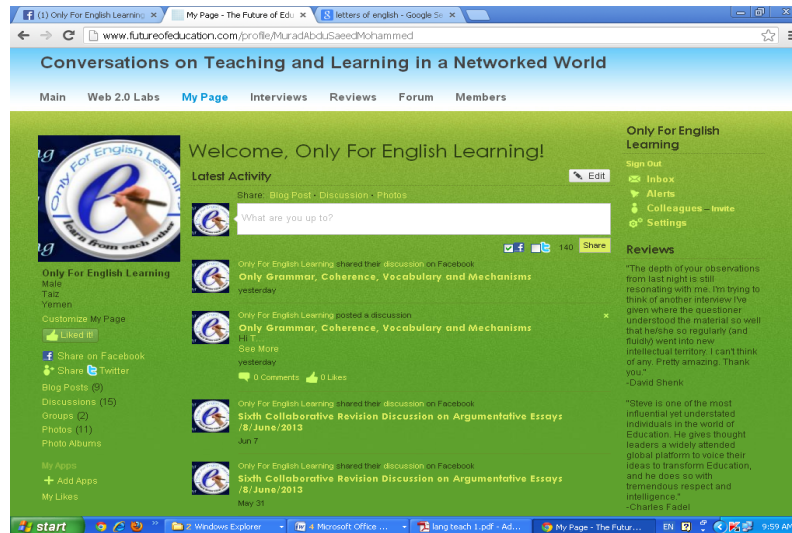 (1) Only For English Learning
My Page - The Future of Edu
letters of english - Google Se
www.futureofeducation.com/profile/MuradAbduSaeedMohammed
Conversations on Teaching and Learning in a Networked World
Main Web 2.0 Labs My Page Interviews Reviews Forum Members
Only For English Learning
learn from each other
Only For English Learning
Male
Taiz
Yemen
Customize My Page
Liked it!
Share on Facebook
Share Twitter
Blog Posts (9)
Discussions (15)
Groups (2)
Photos (11)
Photo Albums
My Apps
+ Add Apps
My Likes
Welcome, Only For English Learning!
Latest Activity
Edit
Share: Blog Post · Discussion · Photos
What are you up to?
140 Share
Only For English Learning shared their discussion on Facebook
Only Grammar, Coherence, Vocabulary and Mechanisms
yesterday
Only For English Learning posted a discussion
Only Grammar, Coherence, Vocabulary and Mechanisms
Hi T...
See More
yesterday
0 Comments 0 Likes
Only For English Learning shared their discussion on Facebook
Sixth Collaborative Revision Discussion on Argumentative Essays
/8/June/2013
Jun 7
Only For English Learning shared their discussion on Facebook
Sixth Collaborative Revision Discussion on Argumentative Essays
/8/June/2013
May 31
Only For English
Learning
Sign Out
Inbox
Alerts
Colleagues – Invite
Settings
Reviews
"The depth of your observations
from last night is still
resonating with me. I'm trying to
think of another interview I've
given where the questioner
understood the material so well
that he/she so regularly (and
fluidly) went into new
intellectual territory. I can't think
of any. Pretty amazing. Thank
you."
-David Shenk
"Steve is one of the most
influential yet understated
individuals in the world of
Education. He gives thought
leaders a widely attended
global platform to voice their
ideas to transform Education,
and he does so with
tremendous respect and
intelligence."
-Charles Fadel
start
2 Windows Explorer
4 Microsoft Office ...
lang teach 1.pdf - Ad...
My Page - The Futur...
EN
9:59 AM